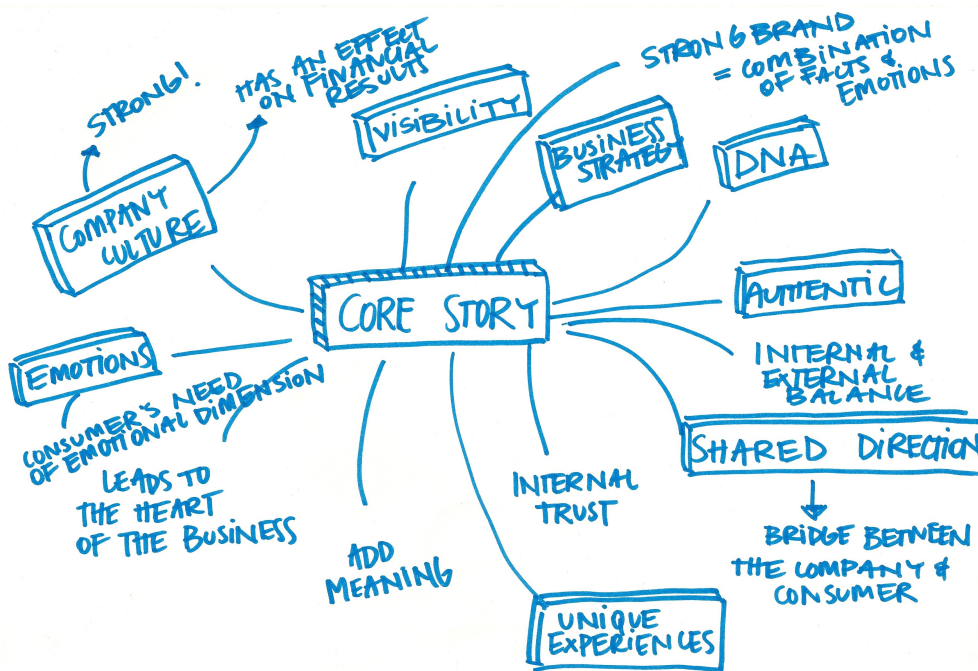 STRONG!
HAS AN EFFECT
ON FINANCIAL
RESULTS
VISIBILITY
STRONG BRAND
= COMBINATION
OF FACTS &
EMOTIONS
BUSINESS
STRATEGY
DNA
COMPANY
CULTURE
CORE STORY
AUTHENTIC
EMOTIONS
INTERNAL &
EXTERNAL
BALANCE
CONSUMER'S NEED
OF EMOTIONAL DIMENSION
SHARED DIRECTION
LEADS TO
THE HEART
OF THE BUSINESS
INTERNAL
TRUST
ADD
MEANING
BRIDGE BETWEEN
THE COMPANY &
CONSUMER
UNIQUE
EXPERIENCES